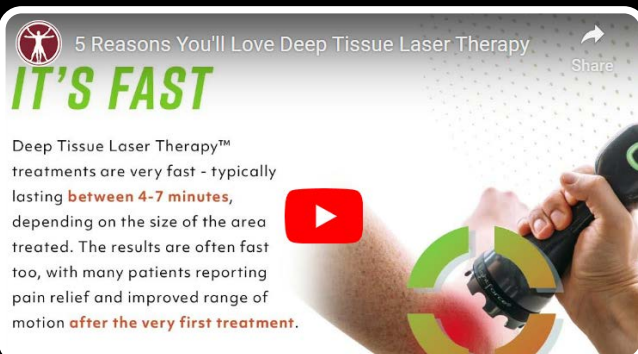 5 Reasons You'll Love Deep Tissue Laser Therapy
Share
IT'S FAST
Deep Tissue Laser Therapy™
treatments are very fast - typically
lasting between 4-7 minutes,
depending on the size of the area
treated. The results are often fast
too, with many patients reporting
pain relief and improved range of
motion after the very first treatment.